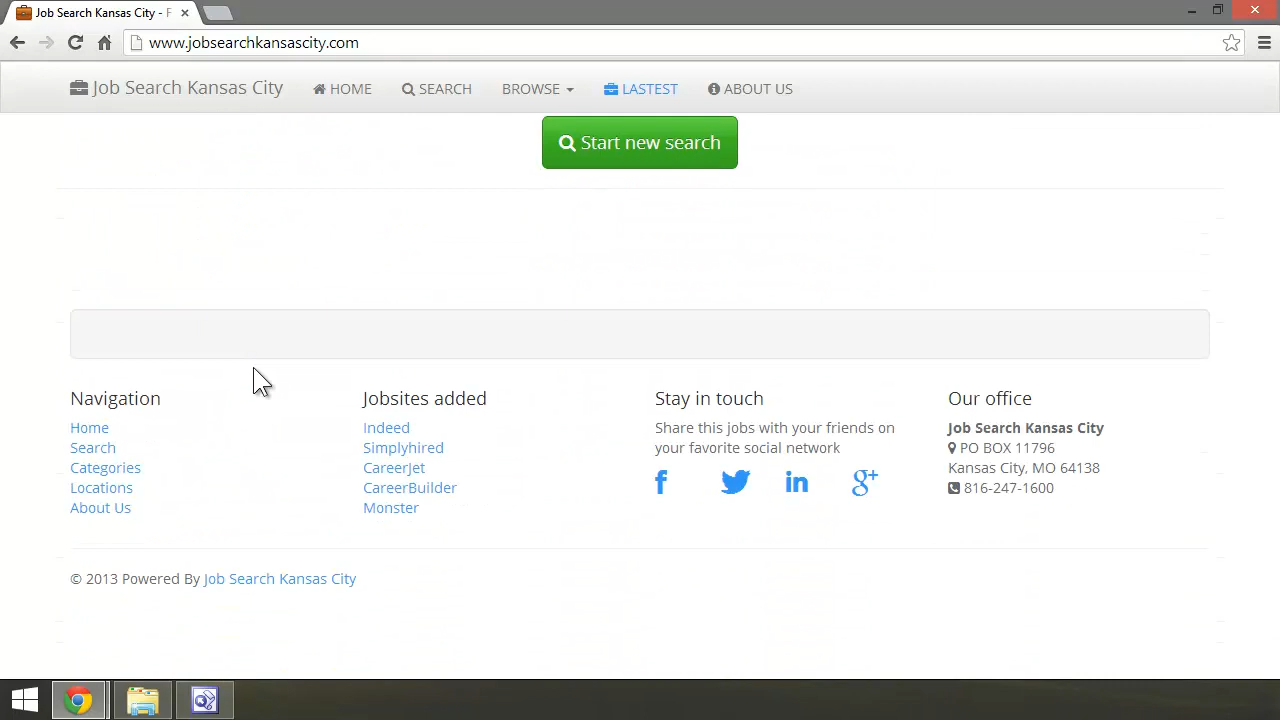 Job Search Kansas City - F
www.jobsearchkansascity.com
Job Search Kansas City HOME SEARCH BROWSE LASTEST ABOUT US
Start new search
Navigation
Home
Search
Categories
Locations
About Us
Jobsites added
Indeed
Simplyhired
CareerJet
CareerBuilder
Monster
Stay in touch
Share this jobs with your friends on
your favorite social network
Our office
Job Search Kansas City
PO BOX 11796
Kansas City, MO 64138
816-247-1600
© 2013 Powered By Job Search Kansas City